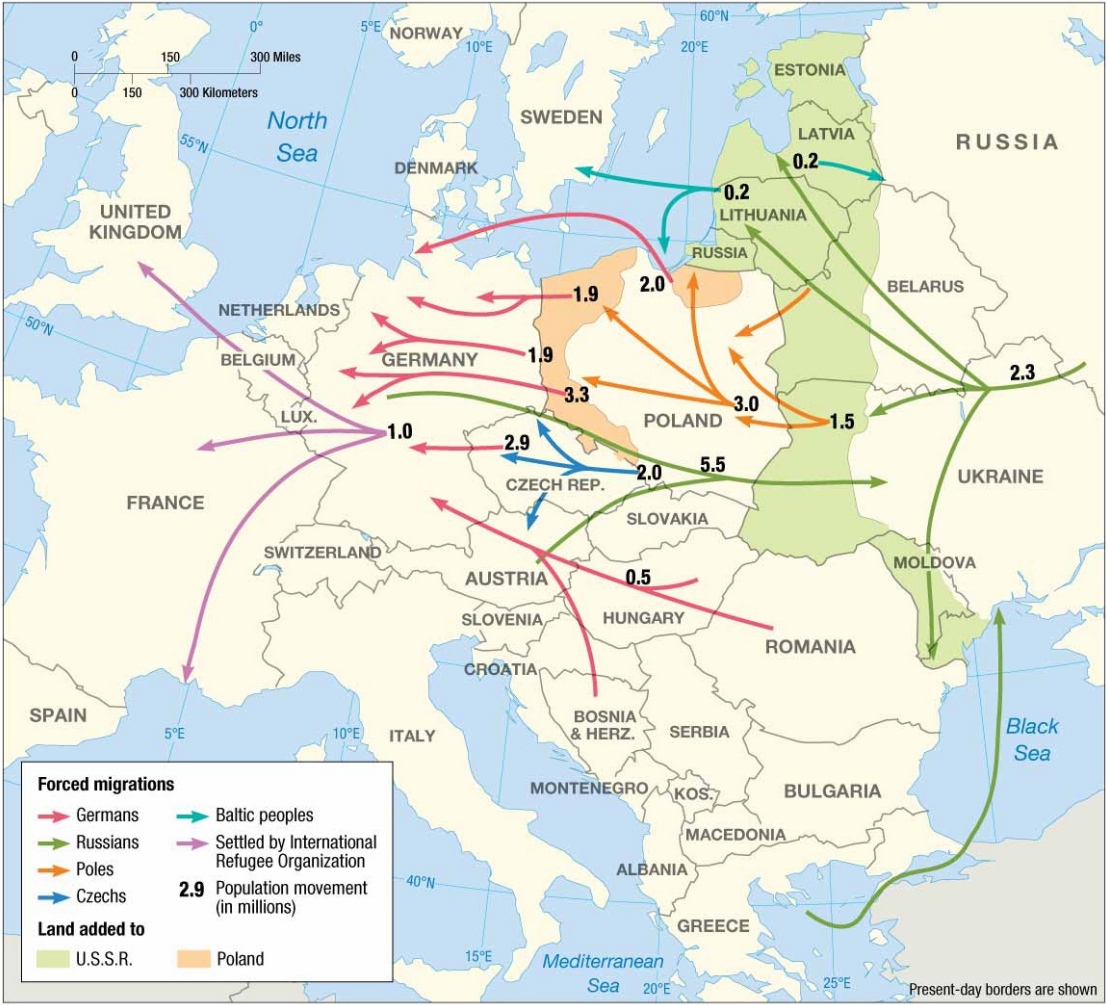 60°N
0°
5°E
10°E
20°E
NORWAY
0 150 300 Miles
0 150 300 Kilometers
ESTONIA
North
Sea
SWEDEN
LATVIA
RUSSIA
55°N
DENMARK
0.2
0.2
UNITED
KINGDOM
LITHUANIA
RUSSIA
2.0
BELARUS
1.9
NETHERLANDS
50°N
BELGIUM
GERMANY
1.9
2.3
3.3
3.0
LUX.
POLAND
1.5
1.0
2.9
5.5
2.0
UKRAINE
CZECH REP.
FRANCE
SLOVAKIA
SWITZERLAND
MOLDOVA
AUSTRIA
0.5
SLOVENIA
HUNGARY
ROMANIA
CROATIA
SPAIN
BOSNIA
& HERZ.
SERBIA
Black
Sea
5°E
10°E
ITALY
MONTENEGRO
KOS.
BULGARIA
MACEDONIA
ALBANIA
40°N
GREECE
15°E
Mediterranean
Sea
20°E
25°E
Forced migrations
Germans
Russians
Poles
Czechs
Baltic peoples
Settled by International
Refugee Organization
2.9 Population movement
(in millions)
Land added to
U.S.S.R.
Poland
Present-day borders are shown